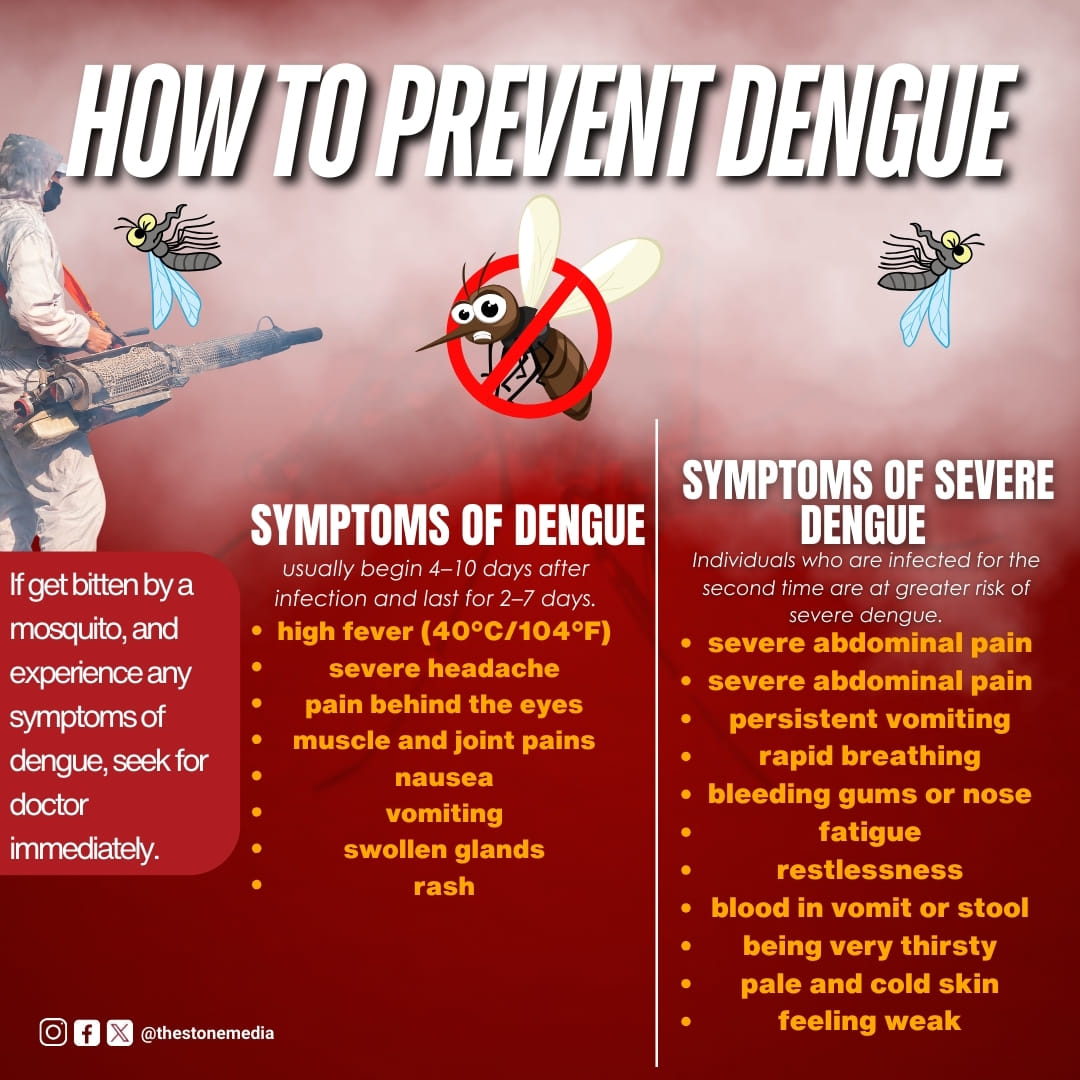 HOW TO PREVENT DENGUE
If get bitten by a
mosquito, and
experience any
symptoms of
dengue, seek for
doctor
immediately.
SYMPTOMS OF DENGUE
usually begin 4–10 days after
infection and last for 2–7 days.
• high fever (40°C/104°F)
• severe headache
• pain behind the eyes
• muscle and joint pains
• nausea
• vomiting
• swollen glands
• rash
SYMPTOMS OF SEVERE
DENGUE
Individuals who are infected for the
second time are at greater risk of
severe dengue.
• severe abdominal pain
• severe abdominal pain
• persistent vomiting
• rapid breathing
• bleeding gums or nose
• fatigue
• restlessness
• blood in vomit or stool
• being very thirsty
• pale and cold skin
• feeling weak
@thestonemedia